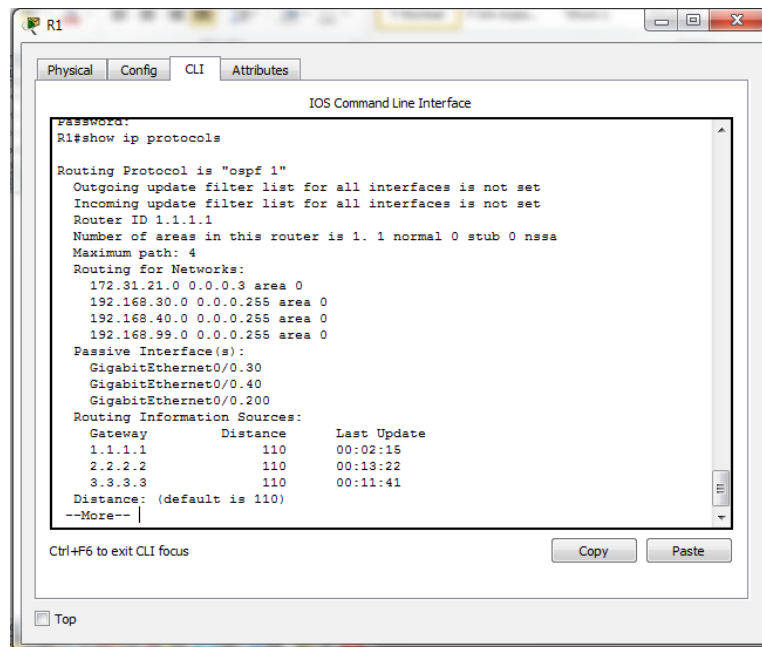 R1
Physical Config CLI Attributes
IOS Command Line Interface
Password:
R1#show ip protocols
Routing Protocol is "ospf 1"
Outgoing update filter list for all interfaces is not set
Incoming update filter list for all interfaces is not set
Router ID 1.1.1.1
Number of areas in this router is 1. 1 normal 0 stub 0 nssa
Maximum path: 4
Routing for Networks:
172.31.21.0 0.0.0.3 area 0
192.168.30.0 0.0.0.255 area 0
192.168.40.0 0.0.0.255 area 0
192.168.99.0 0.0.0.255 area 0
Passive Interface(s):
GigabitEthernet0/0.30
GigabitEthernet0/0.40
GigabitEthernet0/0.200
Routing Information Sources:
Gateway Distance Last Update
1.1.1.1 110 00:02:15
2.2.2.2 110 00:13:22
3.3.3.3 110 00:11:41
Distance: (default is 110)
--More--
Ctrl+F6 to exit CLI focus
Copy Paste
Top